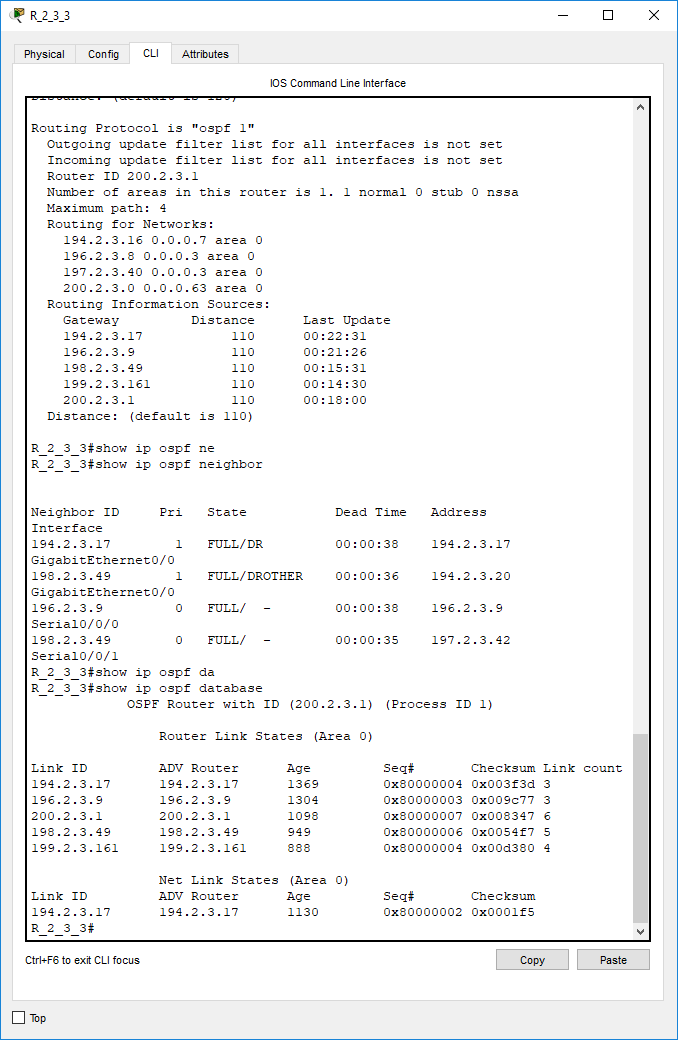 R_2_3_3
Physical Config CLI Attributes
IOS Command Line Interface
Distance: (default is 120)
Routing Protocol is "ospf 1"
Outgoing update filter list for all interfaces is not set
Incoming update filter list for all interfaces is not set
Router ID 200.2.3.1
Number of areas in this router is 1. 1 normal 0 stub 0 nssa
Maximum path: 4
Routing for Networks:
194.2.3.16 0.0.0.7 area 0
196.2.3.8 0.0.0.3 area 0
197.2.3.40 0.0.0.3 area 0
200.2.3.0 0.0.0.63 area 0
Routing Information Sources:
Gateway Distance Last Update
194.2.3.17 110 00:22:31
196.2.3.9 110 00:21:26
198.2.3.49 110 00:15:31
199.2.3.161 110 00:14:30
200.2.3.1 110 00:18:00
Distance: (default is 110)
R_2_3_3#show ip ospf ne
R_2_3_3#show ip ospf neighbor
Neighbor ID Pri State Dead Time Address
Interface
194.2.3.17 1 FULL/DR 00:00:38 194.2.3.17
GigabitEthernet0/0
198.2.3.49 1 FULL/DROTHER 00:00:36 194.2.3.20
GigabitEthernet0/0
196.2.3.9 0 FULL/ - 00:00:38 196.2.3.9
Serial0/0/0
198.2.3.49 0 FULL/ - 00:00:35 197.2.3.42
Serial0/0/1
R_2_3_3#show ip ospf da
R_2_3_3#show ip ospf database
OSPF Router with ID (200.2.3.1) (Process ID 1)
Router Link States (Area 0)
Link ID ADV Router Age Seq# Checksum Link count
194.2.3.17 194.2.3.17 1369 0x80000004 0x003f3d 3
196.2.3.9 196.2.3.9 1304 0x80000003 0x009c77 3
200.2.3.1 200.2.3.1 1098 0x80000007 0x008347 6
198.2.3.49 198.2.3.49 949 0x80000006 0x0054f7 5
199.2.3.161 199.2.3.161 888 0x80000004 0x00d380 4
Net Link States (Area 0)
Link ID ADV Router Age Seq# Checksum
194.2.3.17 194.2.3.17 1130 0x80000002 0x0001f5
R_2_3_3#
Ctrl+F6 to exit CLI focus
Copy Paste
Top